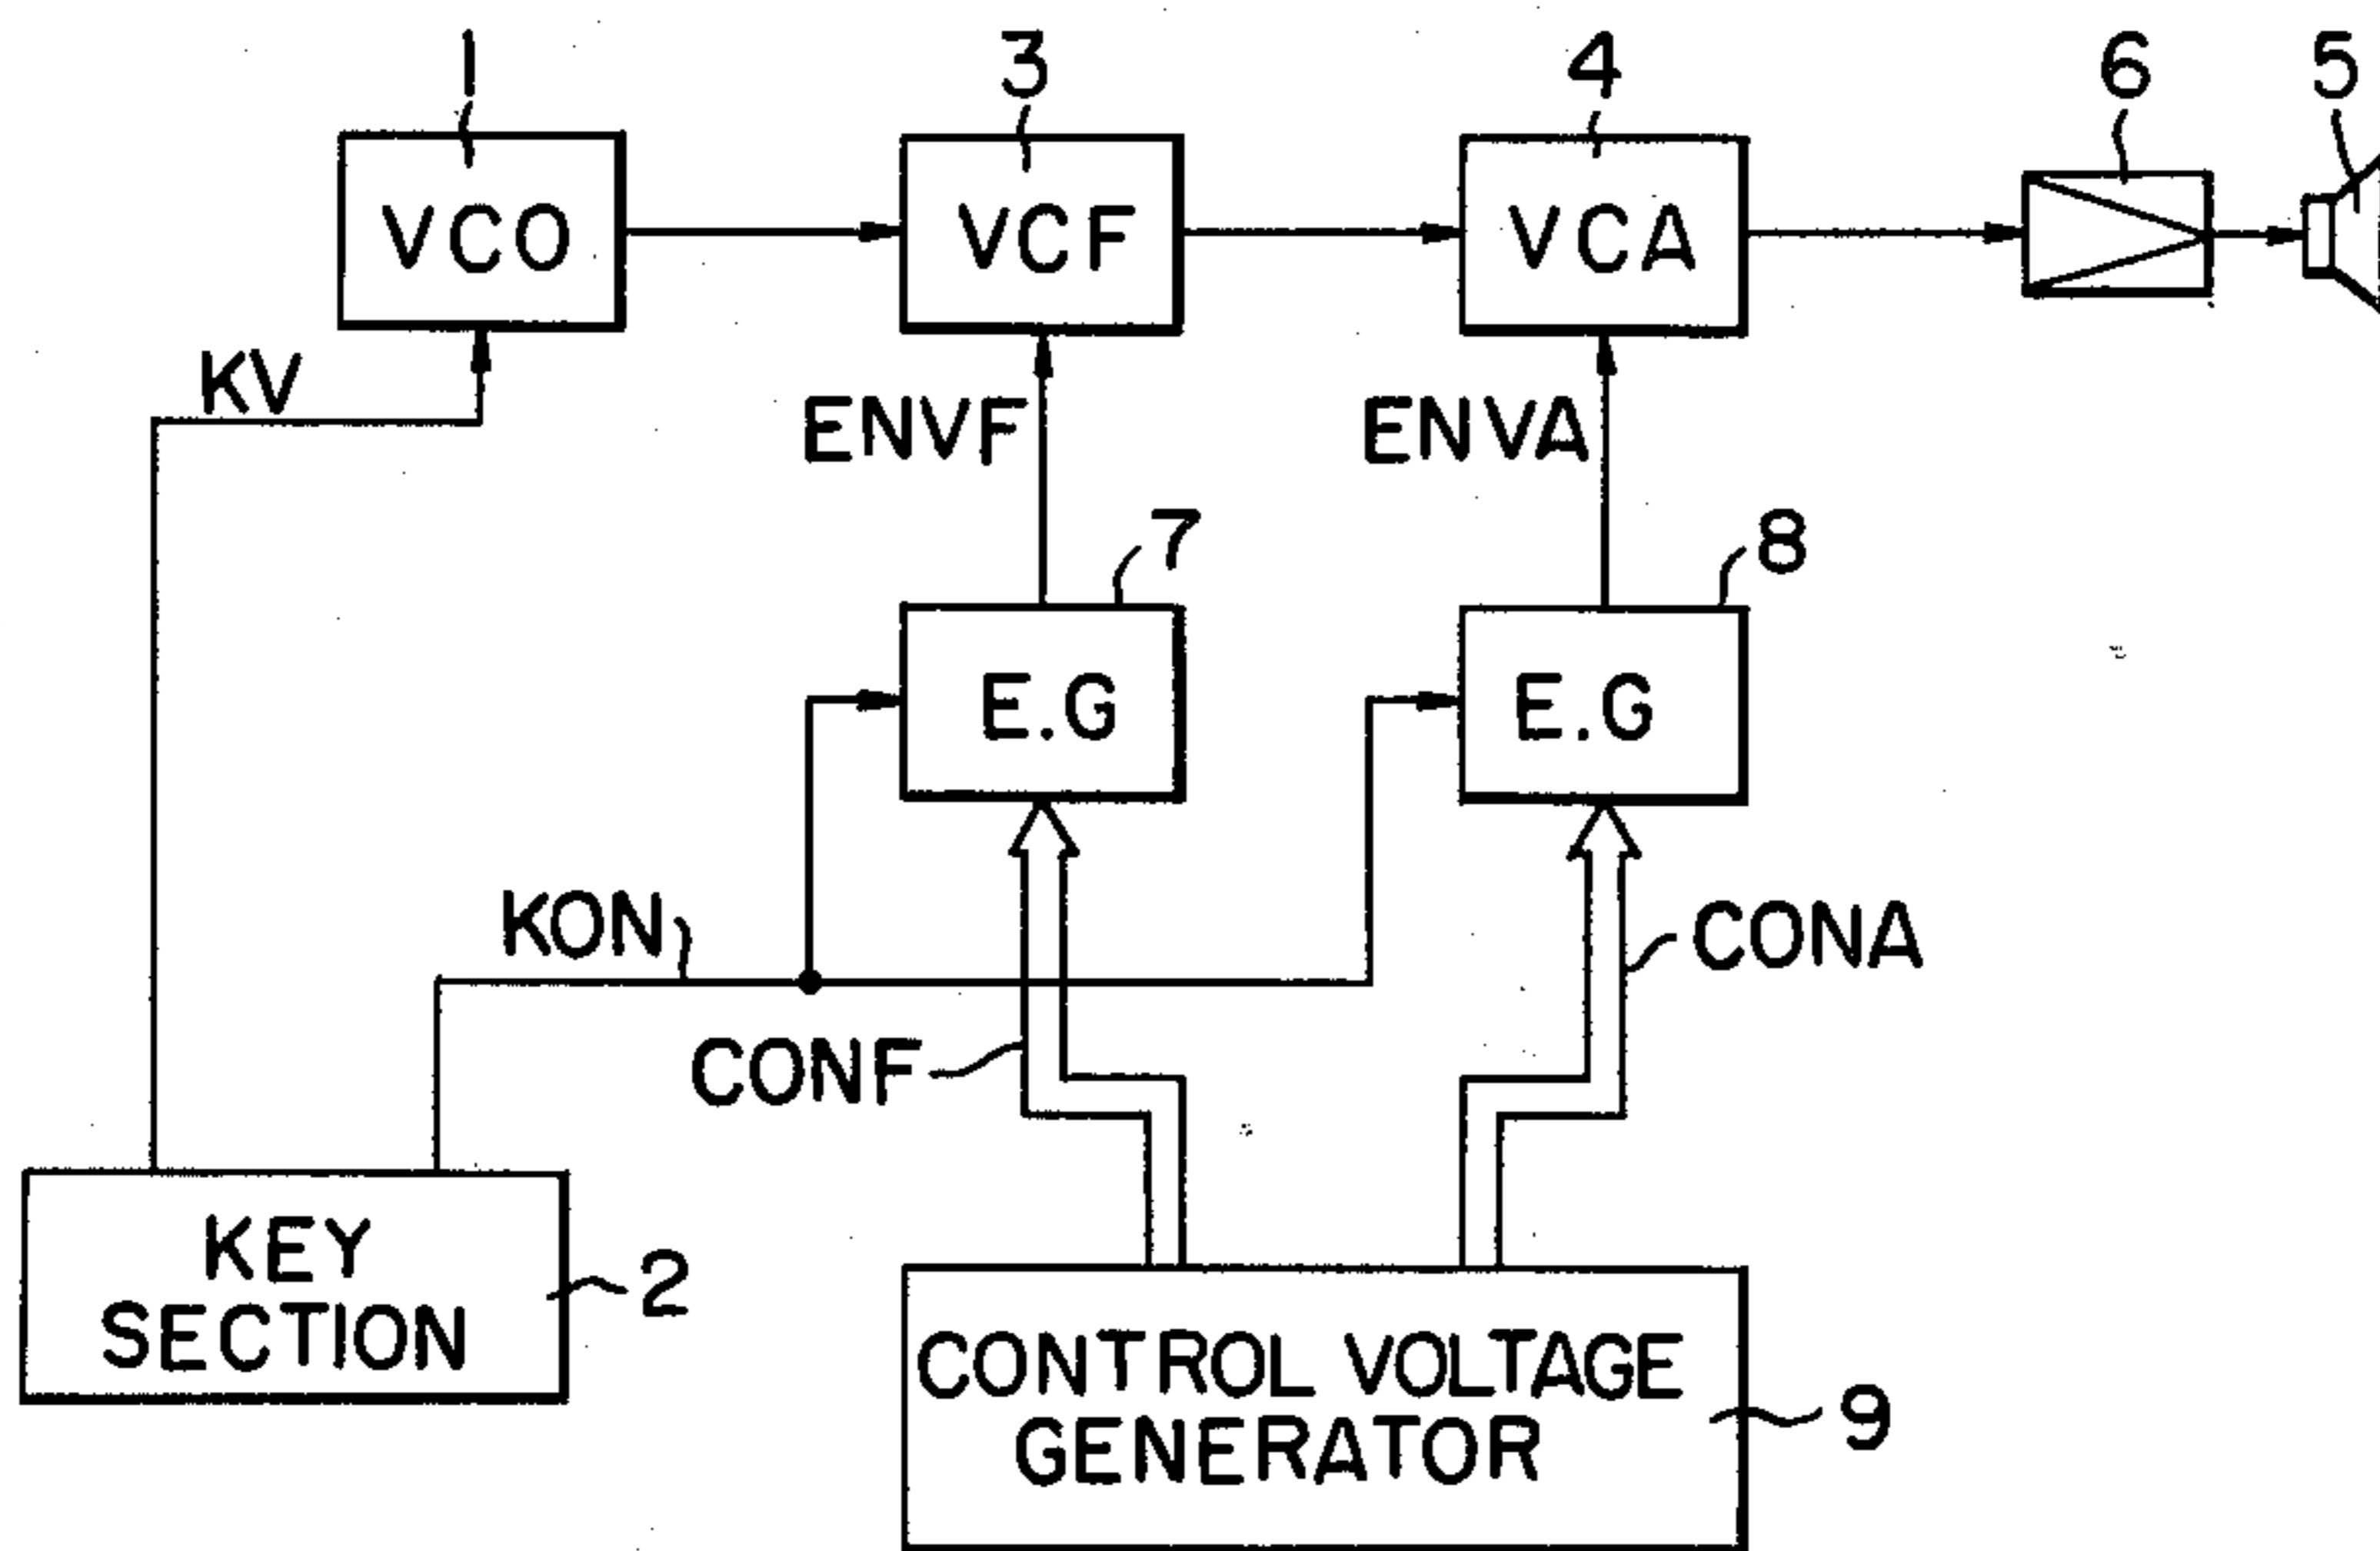 1
3
4
6
5
VCO
VCF
VCA
KV
ENVF
ENVA
7
8
E.G
E.G
KON
CONA
CONF
KEY
SECTION
2
CONTROL VOLTAGE
GENERATOR
9